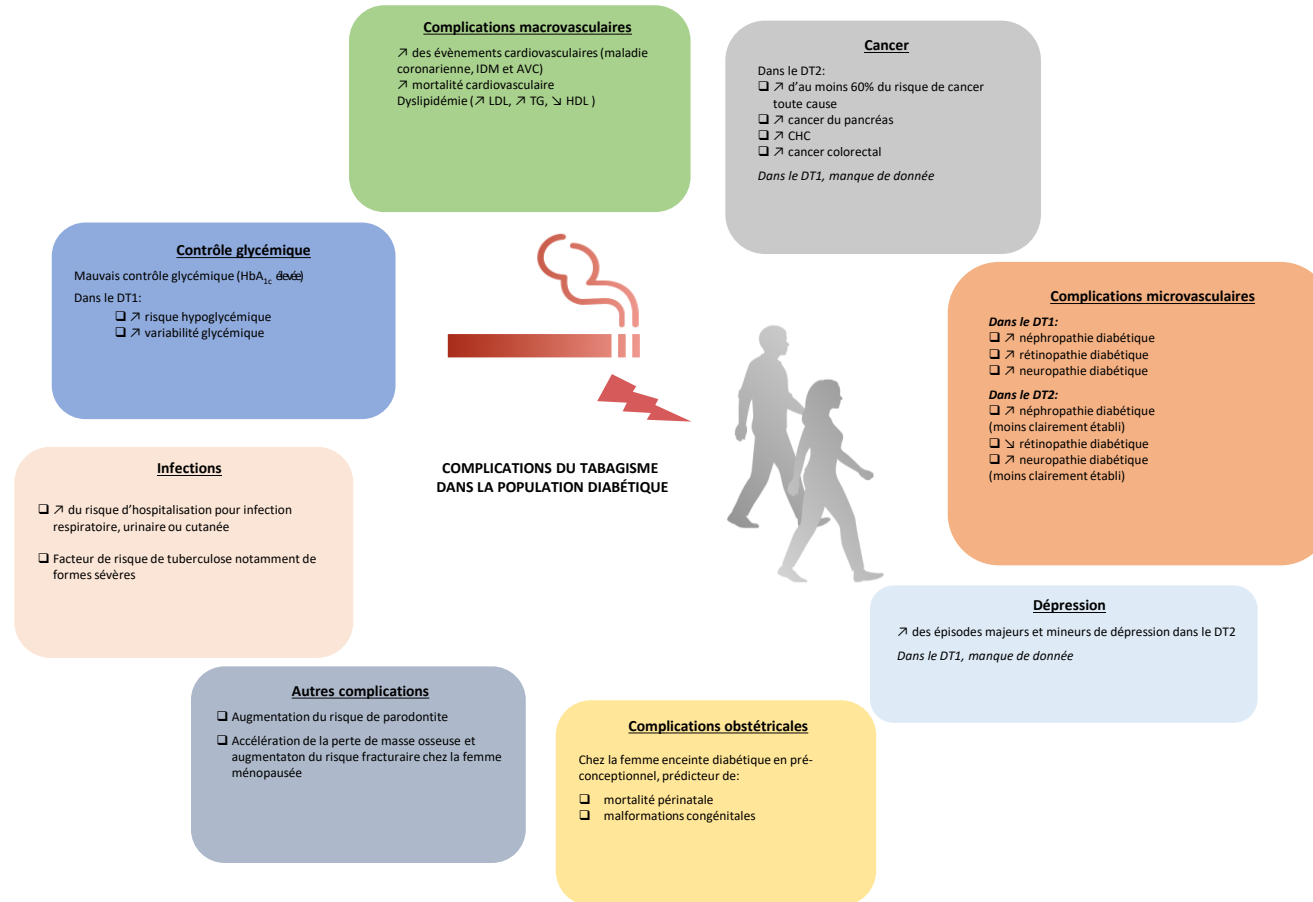 Complications macrovasculaires
↗ des évènements cardiovasculaires (maladie
coronarienne, IDM et AVC)
↗ mortalité cardiovasculaire
Dyslipidémie (↗ LDL, ↗ TG, ↘ HDL )
Cancer
Dans le DT2:
❑ ↗ d'au moins 60% du risque de cancer
toute cause
❑ ↗ cancer du pancréas
❑ ↗ CHC
❑ ↗ cancer colorectal
Dans le DT1, manque de donnée
Contrôle glycémique
Mauvais contrôle glycémique (HbA1c élevée)
Dans le DT1:
❑ ↗ risque hypoglycémique
❑ ↗ variabilité glycémique
Complications microvasculaires
Dans le DT1:
❑ ↗ néphropathie diabétique
❑ ↗ rétinopathie diabétique
❑ ↗ neuropathie diabétique
Dans le DT2:
❑ ↗ néphropathie diabétique
(moins clairement établi)
❑ ↘ rétinopathie diabétique
❑ ↗ neuropathie diabétique
(moins clairement établi)
COMPLICATIONS DU TABAGISME
DANS LA POPULATION DIABÉTIQUE
Infections
❑ ↗ du risque d'hospitalisation pour infection
respiratoire, urinaire ou cutanée
❑ Facteur de risque de tuberculose notamment de
formes sévères
Dépression
↗ des épisodes majeurs et mineurs de dépression dans le DT2
Dans le DT1, manque de donnée
Autres complications
❑ Augmentation du risque de parodontite
❑ Accélération de la perte de masse osseuse et
augmentaton du risque fracturaire chez la femme
ménopausée
Complications obstétricales
Chez la femme enceinte diabétique en pré-
conceptionnel, prédicteur de:
❑ mortalité périnatale
❑ malformations congénitales